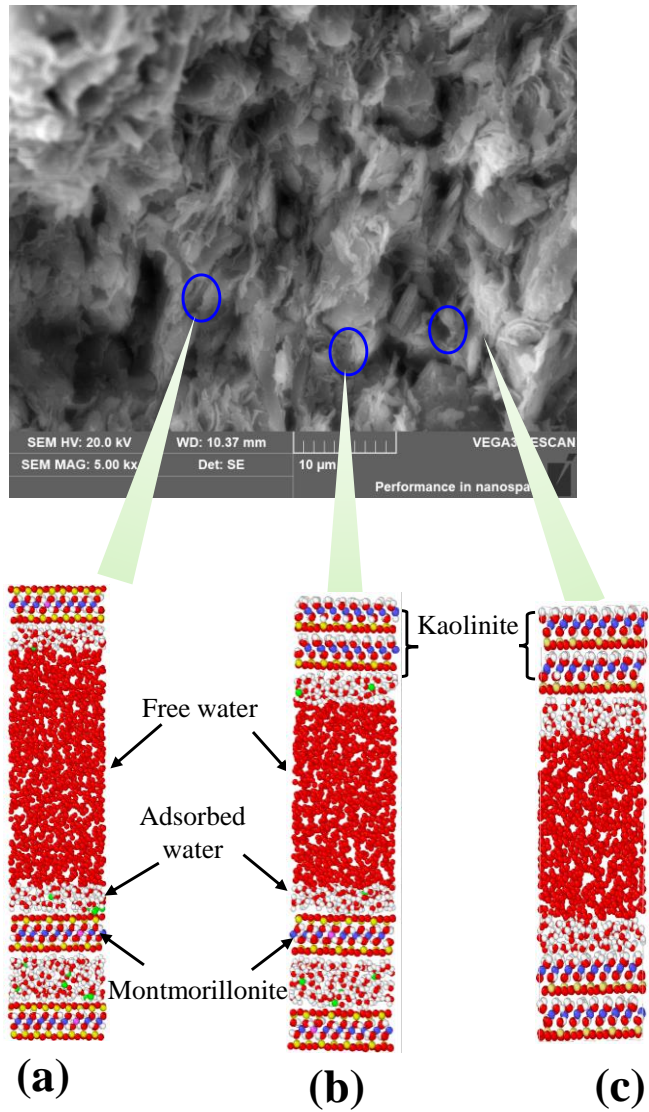 SEM HV: 20.0 kV WD: 10.37 mm VEGA3 TESCAN
SEM MAG: 5.00 kx Det: SE 10 μm
Performance in nanospa
Kaolinite
Free water
Adsorbed
water
Montmorillonite
(a) (b) (c)